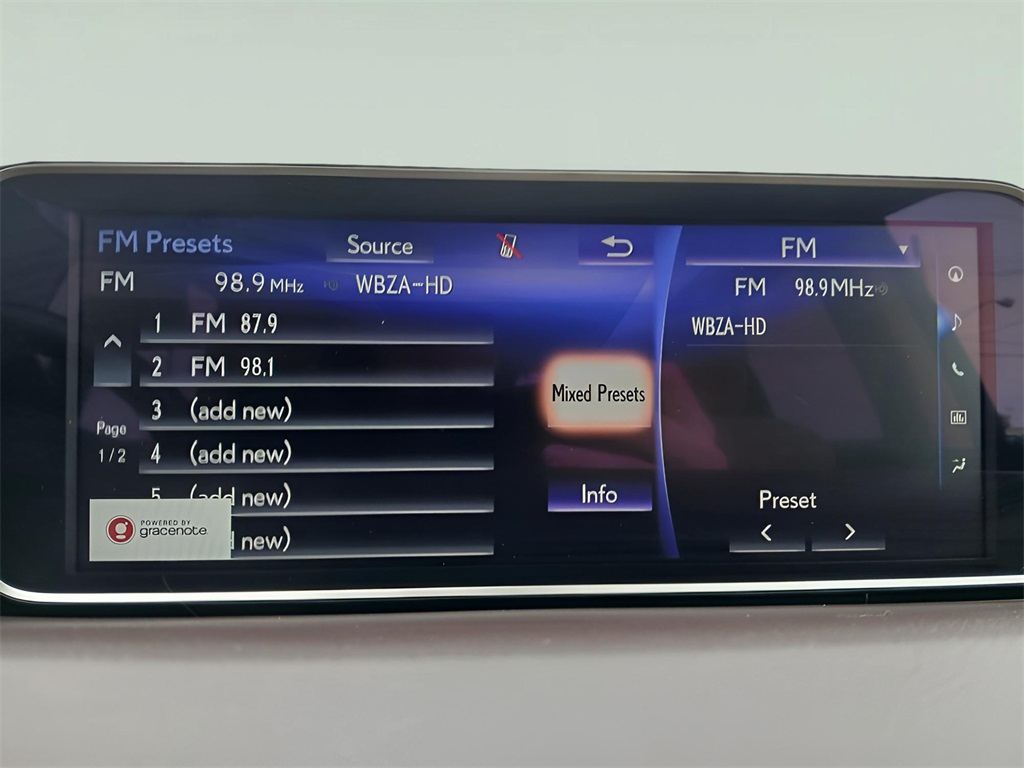 FM Presets Source FM
FM 98.9 MHz WBZA-HD FM 98.9MHz
WBZA-HD
1 FM 87.9
2 FM 98.1
Mixed Presets
3 (add new)
Page
1/2
4 (add new)
5 (add new)
Info
Preset
POWERED BY
gracenote.
new)